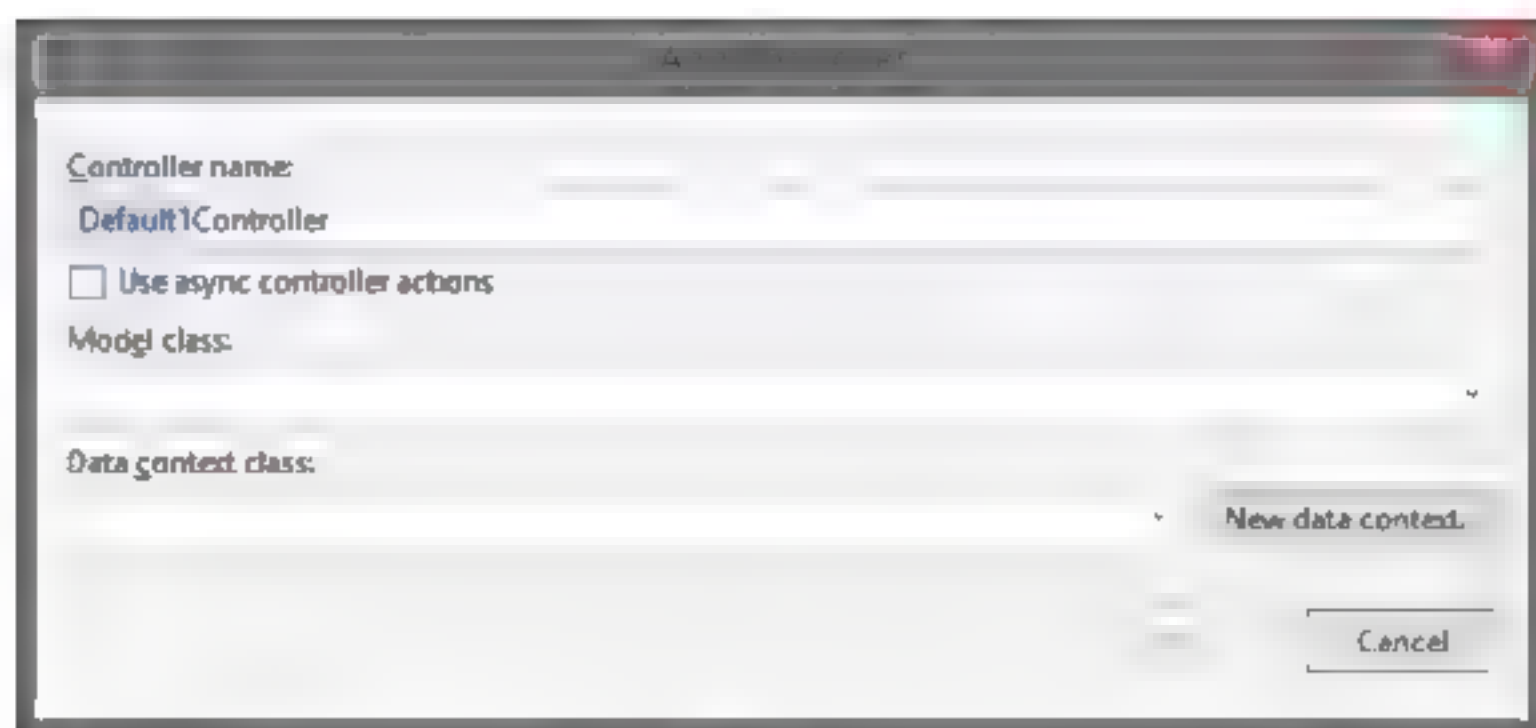 Controller name:
Default1Controller
Use async controller actions
Model class:
Data context class:
New data context.
Cancel